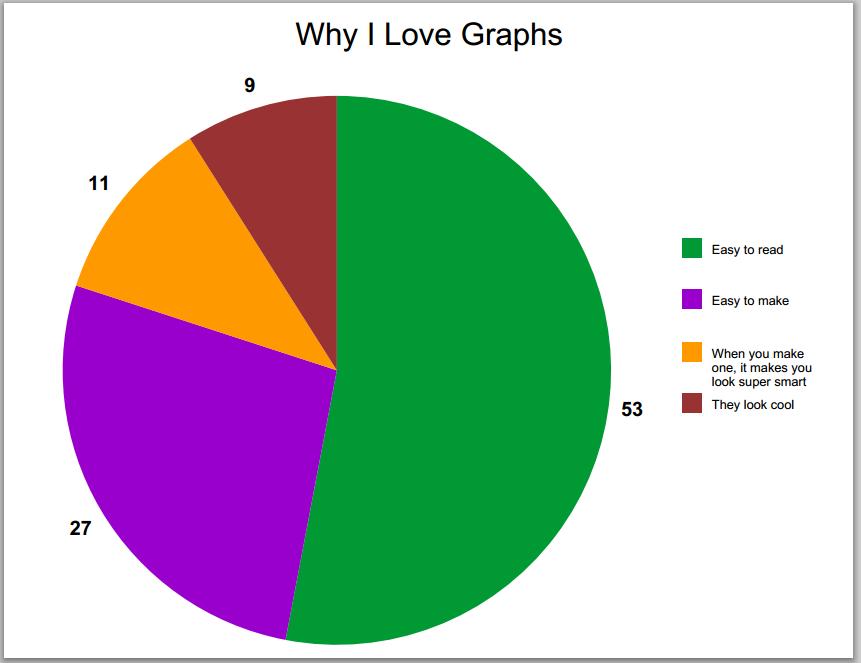 Why I Love Graphs
9
11
53
27
Easy to read
Easy to make
When you make
one, it makes you
look super smart
They look cool